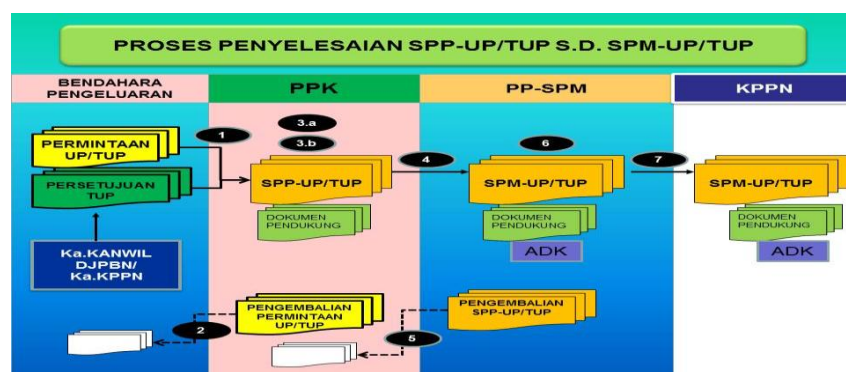 PROSES PENYELESAIAN SPP-UP/TUP S.D. SPM-UP/TUP
BENDAHARA
PENGELUARAN
PPK
PP-SPM
KPPN
1
3.a
3.b
4
6
7
PERMINTAAN
UP/TUP
PERSETUJUAN
TUP
SPP-UP/TUP
DOKUMEN
PENDUKUNG
SPM-UP/TUP
DOKUMEN
PENDUKUNG
ADK
SPM-UP/TUP
DOKUMEN
PENDUKUNG
ADK
Ka.KANWIL
DJPBN/
Ka.KPPN
2
PENGEMBALIAN
PERMINTAAN
UP/TUP
5
PENGEMBALIAN
SPP-UP/TUP